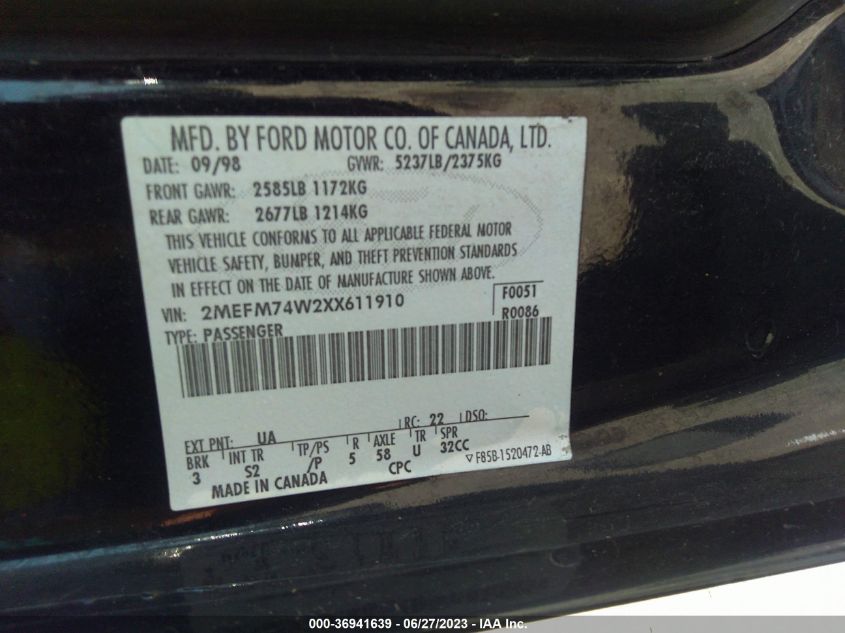 MFD. BY FORD MOTOR CO. OF CANADA, LTD.
DATE: 09/98 GVWR: 5237LB/2375KG
FRONT GAWR: 2585LB 1172KG
REAR GAWR: 2677LB 1214KG
THIS VEHICLE CONFORMS TO ALL APPLICABLE FEDERAL MOTOR
VEHICLE SAFETY, BUMPER, AND THEFT PREVENTION STANDARDS
IN EFFECT ON THE DATE OF MANUFACTURE SHOWN ABOVE.
VIN: 2MEFM74W2XX611910 F0051
TYPE: PASSENGER R0086
EXT PNT: UA RC: 22 DSO:
BRK INT TR TP/PS R AXLE TR SPR
3 S2 /P 5 58 U 32CC
CPC
▽F85B-1520472-AB
MADE IN CANADA
000-36941639 - 06/27/2023 - © IAA Inc.